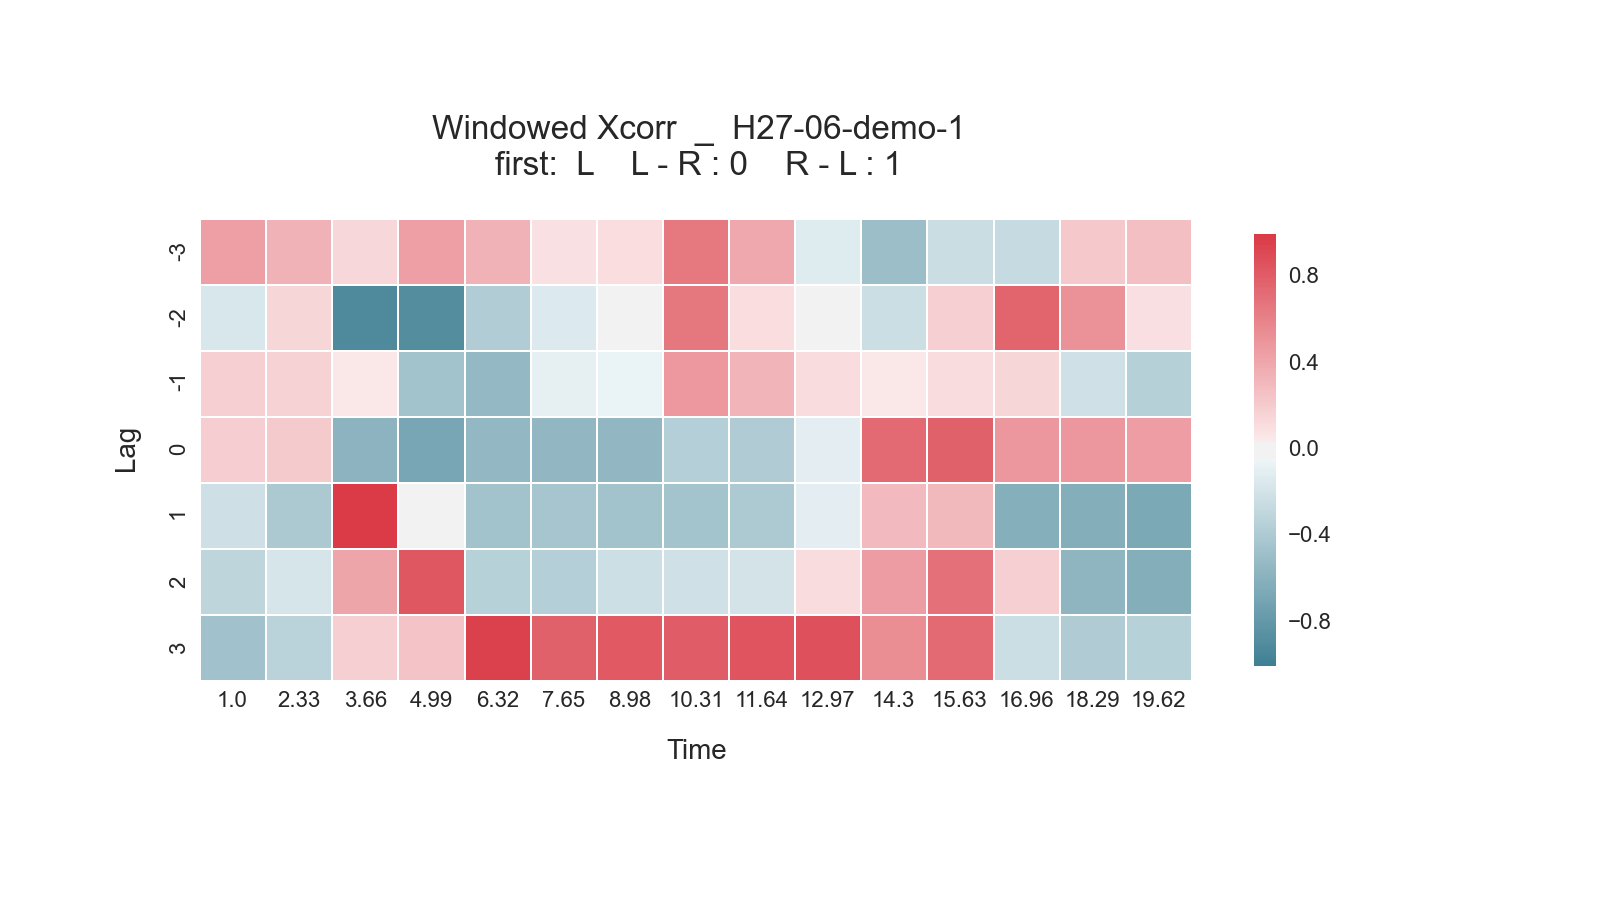 Windowed Xcorr _ H27-06-demo-1
first: L L - R : 0 R - L : 1
Lag
-3
-2
-1
0
1
2
3
1.0 2.33 3.66 4.99 6.32 7.65 8.98 10.31 11.64 12.97 14.3 15.63 16.96 18.29 19.62
Time
0.8
0.4
0.0
−0.4
−0.8